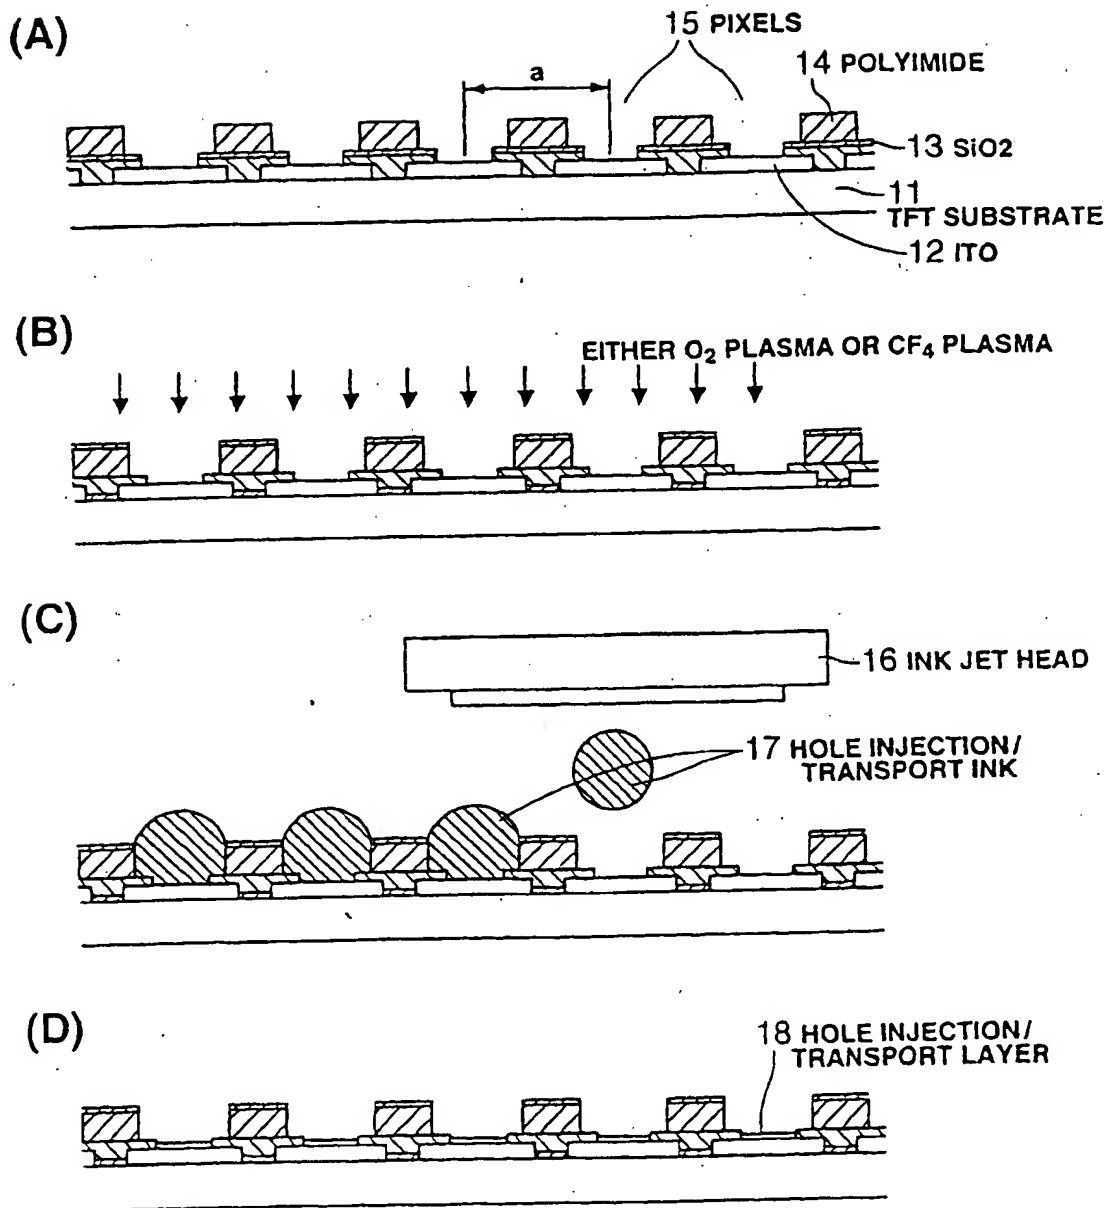 (A)
15 PIXELS
a
14 POLYIMIDE
13 SiO2
11
TFT SUBSTRATE
12 ITO
(B)
EITHER O₂ PLASMA OR CF₄ PLASMA
(C)
16 INK JET HEAD
17 HOLE INJECTION/
TRANSPORT INK
(D)
18 HOLE INJECTION/
TRANSPORT LAYER